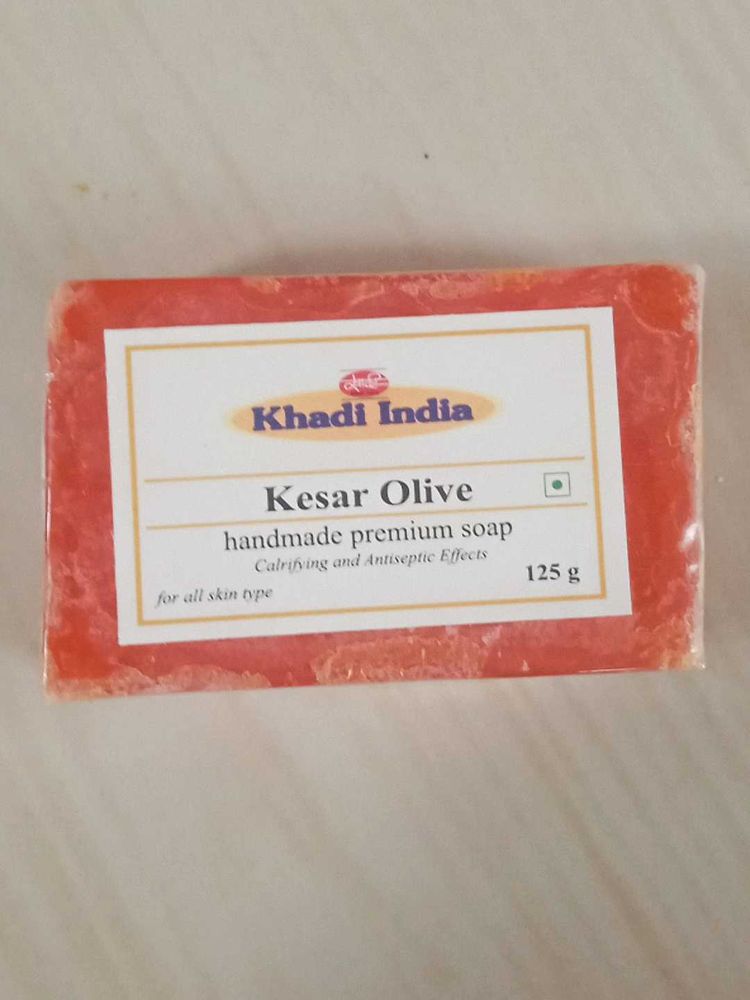 खादी
Khadi India
Kesar Olive
handmade premium soap
Calrifying and Antiseptic Effects
125 g
for all skin type